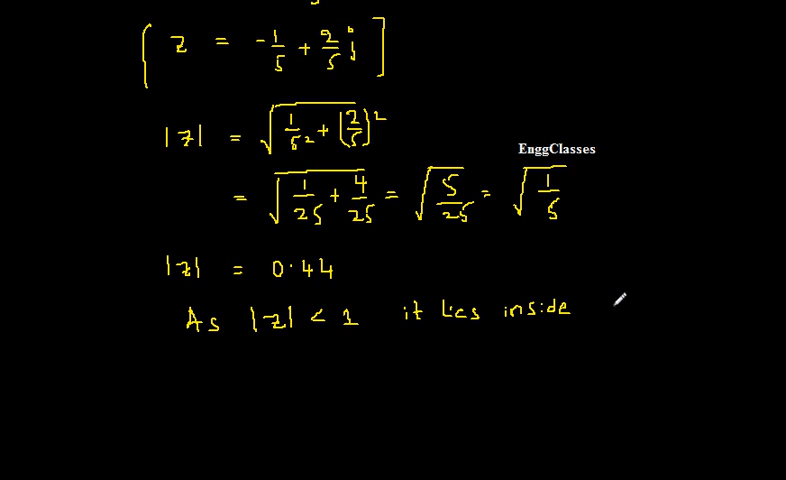 [ z = -1/5 + 2/5 j ]
|z| = √(1/5² + (2/5)²)
EnggClasses
= √(1/25 + 4/25) = √(5/25) = √(1/5)
|z| = 0.44
As |z| < 1 it lies inside